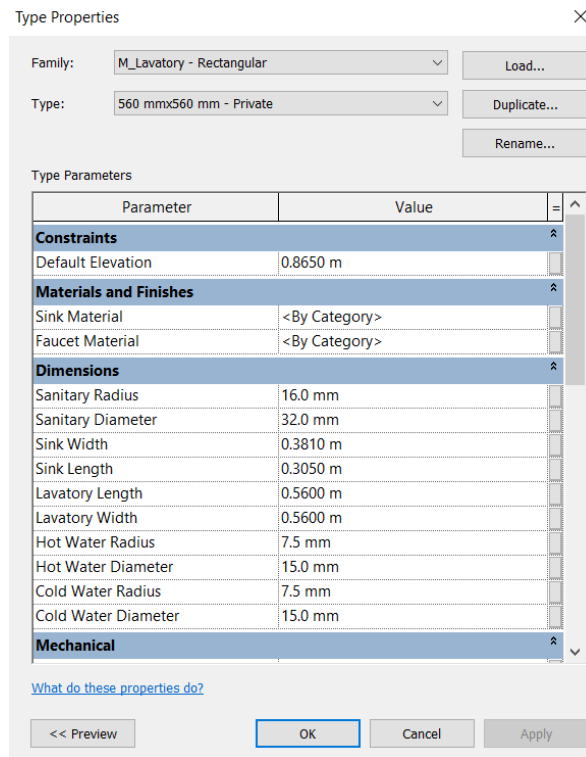 Type Properties
Family: M_Lavatory - Rectangular Load...
Type: 560 mmx560 mm - Private Duplicate...
Rename...
Type Parameters
Parameter Value =
Constraints
Default Elevation 0.8650 m
Materials and Finishes
Sink Material <By Category>
Faucet Material <By Category>
Dimensions
Sanitary Radius 16.0 mm
Sanitary Diameter 32.0 mm
Sink Width 0.3810 m
Sink Length 0.3050 m
Lavatory Length 0.5600 m
Lavatory Width 0.5600 m
Hot Water Radius 7.5 mm
Hot Water Diameter 15.0 mm
Cold Water Radius 7.5 mm
Cold Water Diameter 15.0 mm
Mechanical
What do these properties do?
<< Preview OK Cancel Apply